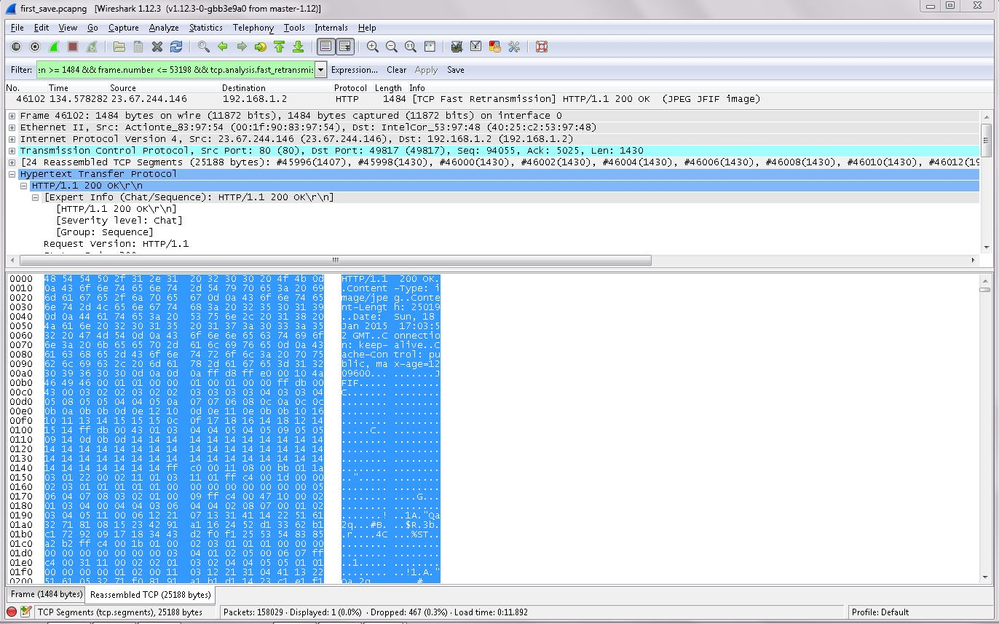 first_save.pcapng [Wireshark 1.12.3 (v1.12.3-0-gbb3e9a0 from master-1.12)]
File Edit View Go Capture Analyze Statistics Telephony Tools Internals Help
Filter: en >= 1484 && frame.number <= 53198 && tcp.analysis.fast_retransmis Expression... Clear Apply Save
No. Time Source Destination Protocol Length Info
46102 134.578282 23.67.244.146 192.168.1.2 HTTP 1484 [TCP Fast Retransmission] HTTP/1.1 200 OK (JPEG JFIF image)
Frame 46102: 1484 bytes on wire (11872 bits), 1484 bytes captured (11872 bits) on interface 0
Ethernet II, Src: Actionte_83:97:54 (00:1f:90:83:97:54), Dst: IntelCor_53:97:48 (40:25:c2:53:97:48)
Internet Protocol Version 4, Src: 23.67.244.146 (23.67.244.146), Dst: 192.168.1.2 (192.168.1.2)
Transmission Control Protocol, Src Port: 80 (80), Dst Port: 49817 (49817), Seq: 94055, Ack: 5025, Len: 1430
[24 Reassembled TCP Segments (25188 bytes): #45996(1407), #45998(1430), #46000(1430), #46002(1430), #46004(1430), #46006(1430), #46008(1430), #46010(1430), #46012(19
Hypertext Transfer Protocol
HTTP/1.1 200 OK\r\n
[Expert Info (Chat/Sequence): HTTP/1.1 200 OK\r\n]
[HTTP/1.1 200 OK\r\n]
[Severity level: Chat]
[Group: Sequence]
Request Version: HTTP/1.1
0000 48 54 54 50 2f 31 2e 31 20 32 30 30 20 4f 4b 0d HTTP/1.1 200 OK.
0010 0a 43 6f 6e 74 65 6e 74 2d 54 79 70 65 3a 20 69 .Content -Type: i
0020 6d 61 67 65 2f 6a 70 65 67 0d 0a 43 6f 6e 74 65 mage/jpe g..Conte
0030 6e 74 2d 4c 65 6e 67 74 68 3a 20 32 35 30 31 39 nt-Lengt h: 25019
0040 0d 0a 44 61 74 65 3a 20 53 75 6e 2c 20 31 38 20 ..Date: Sun, 18
0050 4a 61 6e 20 32 30 31 35 20 31 37 3a 30 33 3a 35 Jan 2015 17:03:5
0060 32 20 47 4d 54 0d 0a 43 6f 6e 6e 65 63 74 69 6f 2 GMT..C onnectio
0070 6e 3a 20 6b 65 65 70 2d 61 6c 69 76 65 0d 0a 43 n: keep- alive..C
0080 61 63 68 65 2d 43 6f 6e 74 72 6f 6c 3a 20 70 75 ache-Con trol: pu
0090 62 6c 69 63 2c 20 6d 61 78 2d 61 67 65 3d 31 32 blic, ma x-age=12
00a0 30 39 36 30 30 0d 0a 0d 0a ff d8 ff e0 00 10 4a 09600... .......J
00b0 46 49 46 00 01 01 00 00 01 00 01 00 00 ff db 00 FIF..... ........
00c0 43 00 03 02 02 03 02 02 03 03 03 03 04 03 03 04 C....... ........
00d0 05 08 05 05 04 04 05 0a 07 07 06 08 0c 0a 0c 0c ........ ........
00e0 0b 0a 0b 0b 0d 0e 12 10 0d 0e 11 0e 0b 0b 10 16 ........ ........
00f0 10 11 13 14 15 15 15 0c 0f 17 18 16 14 18 12 14 ........ ........
0100 15 14 ff db 00 43 01 03 04 04 05 04 05 09 05 05 .....C.. ........
0110 09 14 0d 0b 0d 14 14 14 14 14 14 14 14 14 14 14 ........ ........
0120 14 14 14 14 14 14 14 14 14 14 14 14 14 14 14 14 ........ ........
0130 14 14 14 14 14 14 14 14 14 14 14 14 14 14 14 14 ........ ........
0140 14 14 14 14 14 14 14 ff c0 00 11 08 00 bb 01 1a ........ ........
0150 03 01 22 00 02 11 01 03 11 01 ff c4 00 1d 00 00 .."..... ........
0160 02 03 01 01 01 01 01 00 00 00 00 00 00 00 00 05 ........ ........
0170 06 04 07 08 03 02 01 00 09 ff c4 00 47 10 00 02 ........ ....G...
0180 01 03 04 00 04 04 03 06 04 04 02 08 07 00 01 02 ........ ........
0190 03 04 05 11 00 06 12 21 07 13 31 41 14 22 51 61 .......! ..1A."Qa
01a0 32 71 81 08 15 23 42 91 a1 16 24 52 d1 33 62 b1 2q...#B. ..$R.3b.
01b0 c1 72 92 09 17 18 34 43 d2 f0 f1 25 53 54 83 85 .r....4C ...%ST..
01c0 a2 b2 ff c4 00 1b 01 00 02 03 01 01 01 00 00 00 ........ ........
01d0 00 00 00 00 00 00 00 03 04 01 02 05 00 06 07 ff ........ ........
01e0 c4 00 31 11 00 02 02 01 03 02 04 04 05 05 01 01 ..1..... ........
01f0 00 00 00 00 01 02 00 11 03 12 21 31 04 41 13 22 ........ ..!1.A."
0200 51 61 05 32 71 f0 81 91 a1 b1 d1 14 23 c1 e1 f1 Qa.2q... ....#...
Frame (1484 bytes) Reassembled TCP (25188 bytes)
TCP Segments (tcp.segments), 25188 bytes Packets: 158029 · Displayed: 1 (0.0%) · Dropped: 467 (0.3%) · Load time: 0:11.892 Profile: Default